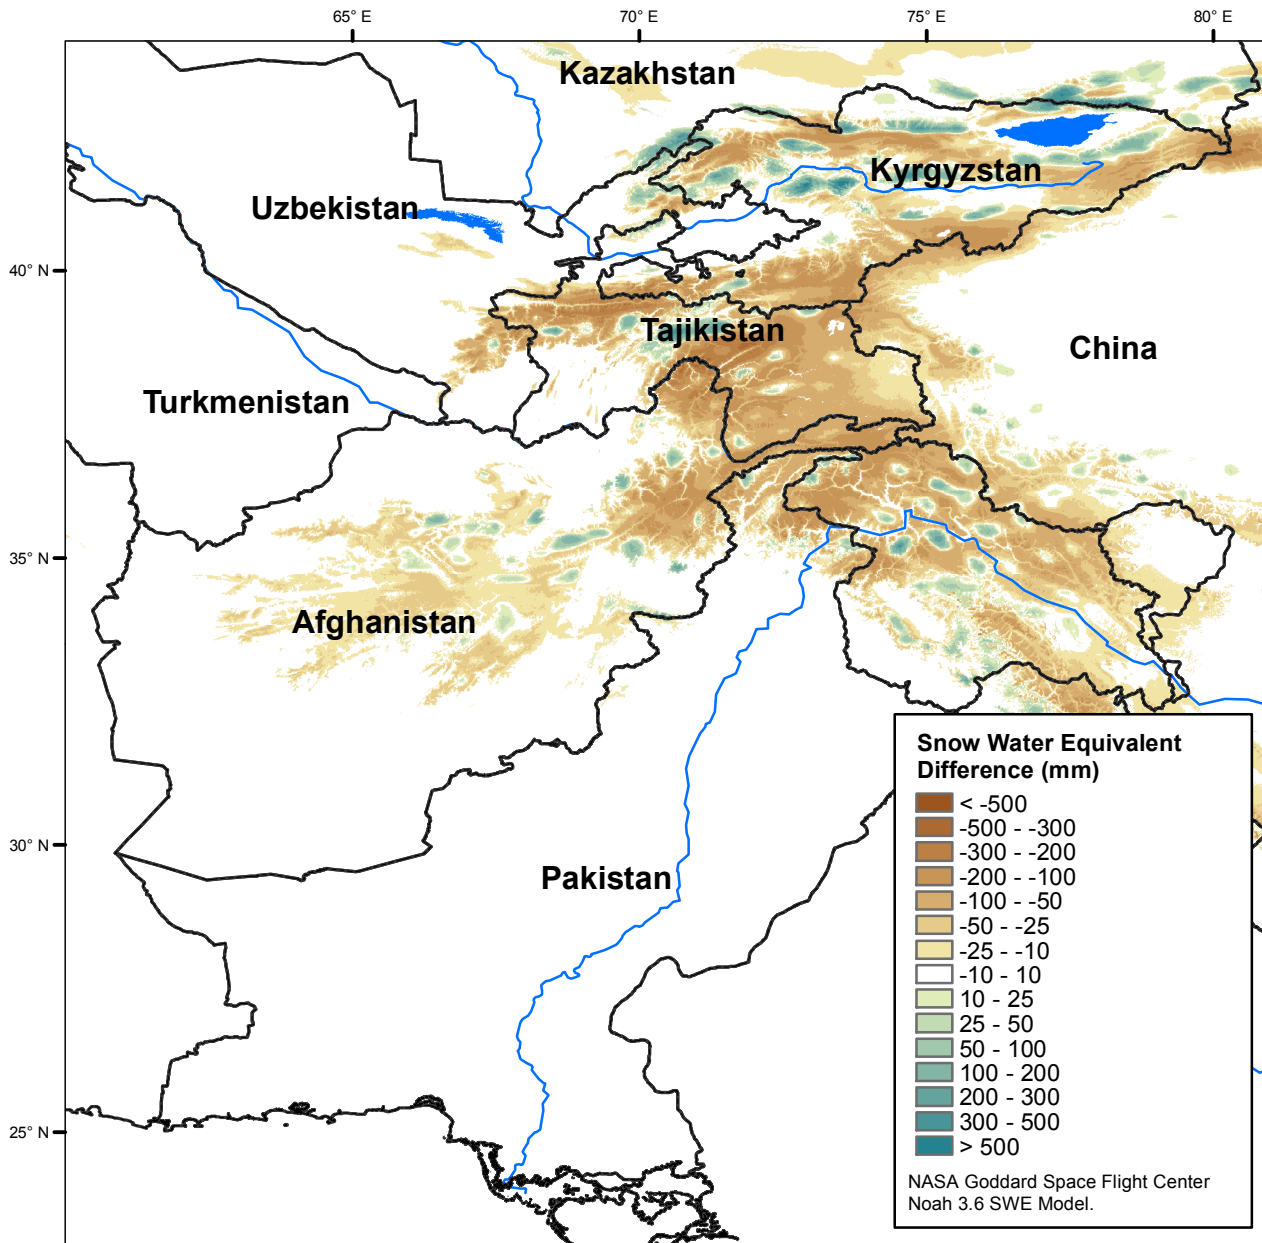 65° E
70° E
75° E
80° E
Kazakhstan
Kyrgyzstan
Uzbekistan
40° N
Tajikistan
China
Turkmenistan
35° N
Afghanistan
Snow Water Equivalent
Difference (mm)
< -500
-500 - -300
-300 - -200
-200 - -100
-100 - -50
-50 - -25
-25 - -10
-10 - 10
10 - 25
25 - 50
50 - 100
100 - 200
200 - 300
300 - 500
> 500
NASA Goddard Space Flight Center
Noah 3.6 SWE Model.
30° N
Pakistan
25° N